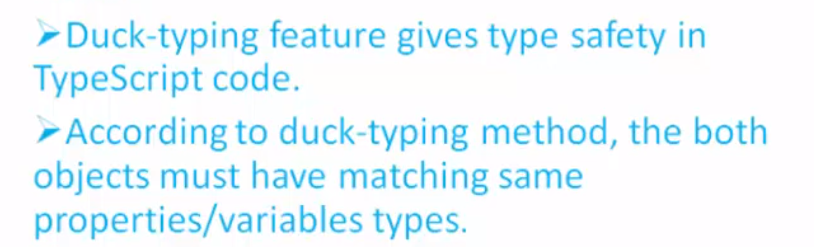 ➢Duck-typing feature gives type safety in
TypeScript code.
➢According to duck-typing method, the both
objects must have matching same
properties/variables types.